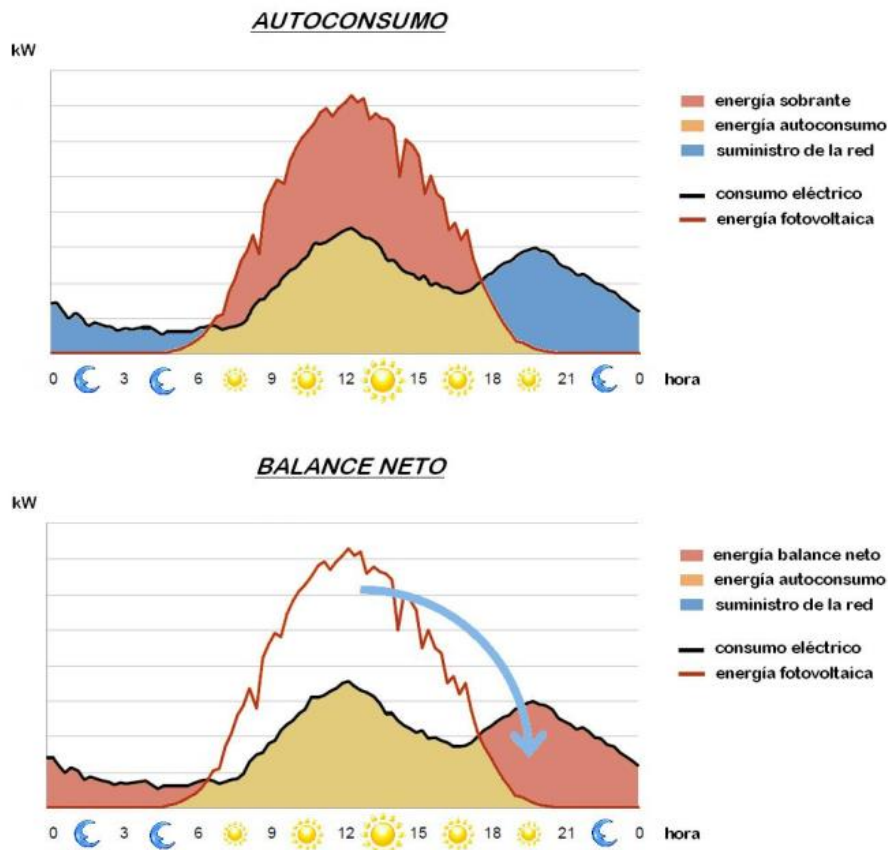 AUTOCONSUMO
kW
energía sobrante
energía autoconsumo
suministro de la red
consumo eléctrico
energía fotovoltaica
0 3 6 9 12 15 18 21 0 hora
BALANCE NETO
kW
energía balance neto
energía autoconsumo
suministro de la red
consumo eléctrico
energía fotovoltaica
0 3 6 9 12 15 18 21 0 hora